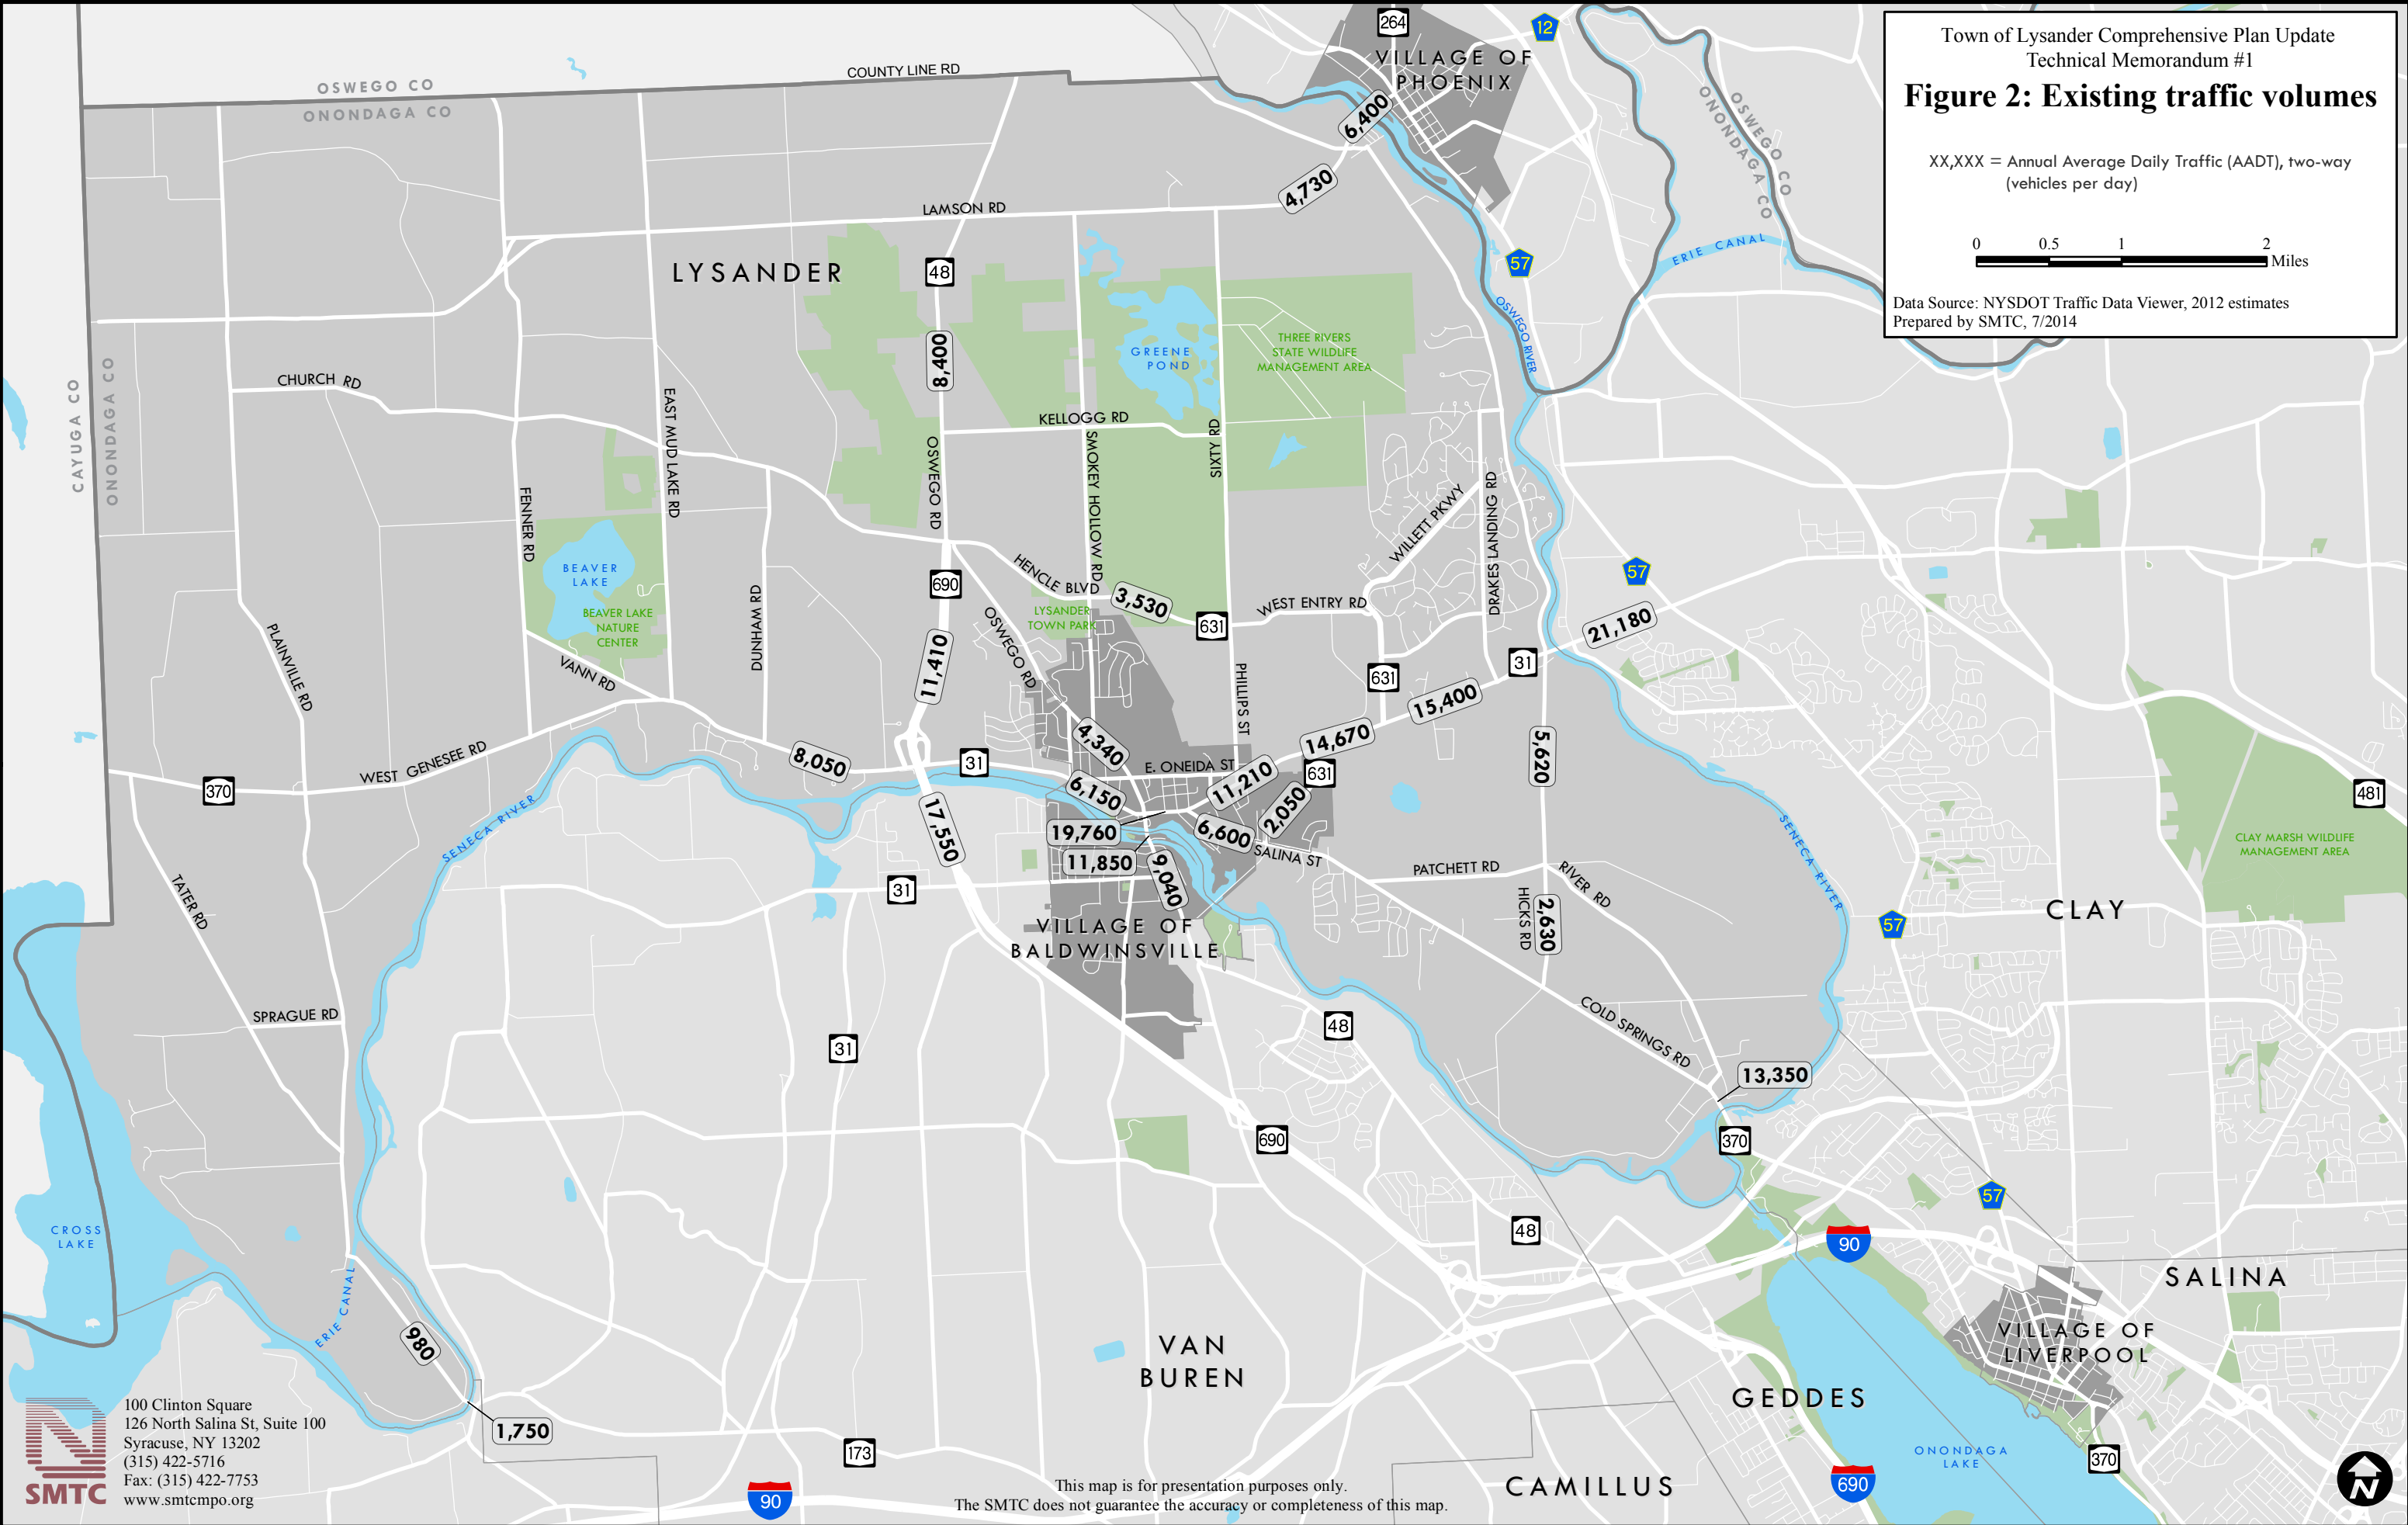 Town of Lysander Comprehensive Plan Update
Technical Memorandum #1
Figure 2: Existing traffic volumes
XX,XXX = Annual Average Daily Traffic (AADT), two-way
(vehicles per day)
0 0.5 1 2
Miles
Data Source: NYSDOT Traffic Data Viewer, 2012 estimates
Prepared by SMTC, 7/2014
264
12
VILLAGE OF
PHOENIX
COUNTY LINE RD
OSWEGO CO
ONONDAGA CO
OSWEGO CO
ONONDAGA CO
6,400
4,730
LAMSON RD
LYSANDER
48
57
ERIE CANAL
OSWEGO RIVER
8,400
GREENE
POND
THREE RIVERS
STATE WILDLIFE
MANAGEMENT AREA
CAYUGA CO
ONONDAGA CO
CHURCH RD
EAST MUD LAKE RD
KELLOGG RD
OSWEGO RD
SMOKEY HOLLOW RD
SIXTY RD
FENNER RD
WILLETT PKWY
DRAKES LANDING RD
BEAVER
LAKE
BEAVER LAKE
NATURE
CENTER
690
HENCLE BLVD
3,530
57
LYSANDER
TOWN PARK
631
WEST ENTRY RD
21,180
PLAINVILLE RD
VANN RD
DUNHAM RD
11,410
OSWEGO RD
PHILLIPS ST
631
31
15,400
14,670
4,340
5,620
WEST GENESEE RD
8,050
31
E. ONEIDA ST
370
631
481
6,150
11,210
2,050
17,550
SENECA RIVER
19,760
6,600
SALINA ST
11,850
9,040
SENECA RIVER
CLAY MARSH WILDLIFE
MANAGEMENT AREA
PATCHETT RD
RIVER RD
TATER RD
31
HICKS RD
2,630
57
CLAY
VILLAGE OF
BALDWINSVILLE
SPRAGUE RD
31
48
COLD SPRINGS RD
13,350
690
370
57
CROSS
LAKE
48
90
SALINA
ERIE CANAL
980
VAN
BUREN
VILLAGE OF
LIVERPOOL
GEDDES
1,750
173
ONONDAGA
LAKE
370
90
690
CAMILLUS
SMTC
100 Clinton Square
126 North Salina St, Suite 100
Syracuse, NY 13202
(315) 422-5716
Fax: (315) 422-7753
www.smtcmpo.org
This map is for presentation purposes only.
The SMTC does not guarantee the accuracy or completeness of this map.
N